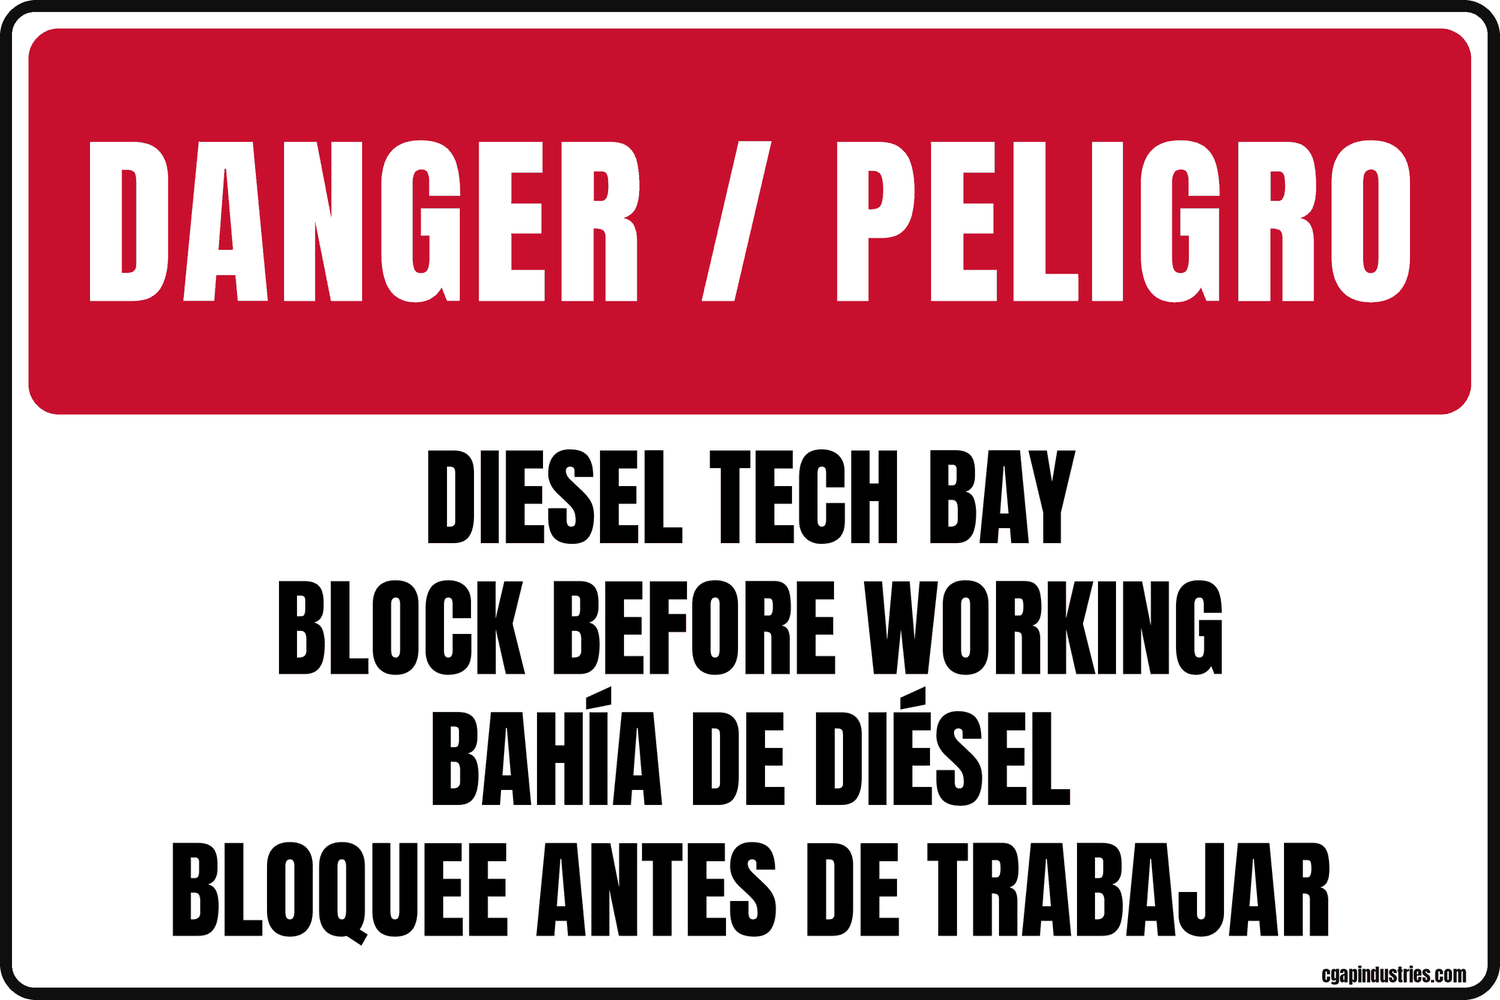 DANGER / PELIGRO
DIESEL TECH BAY
BLOCK BEFORE WORKING
BAHÍA DE DIÉSEL
BLOQUEE ANTES DE TRABAJAR
cgapindustries.com